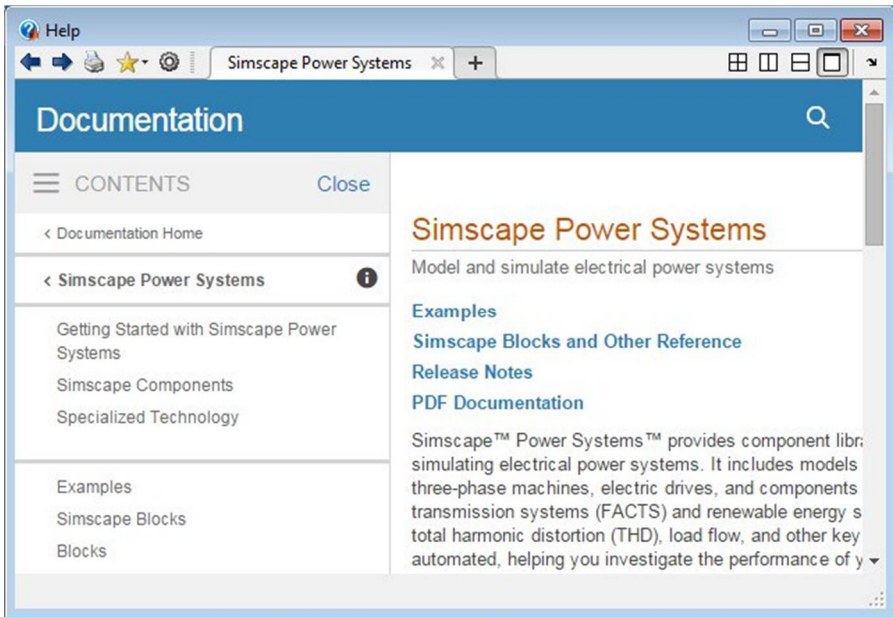 Help
Simscape Power Systems
Documentation
CONTENTS Close
< Documentation Home
< Simscape Power Systems
Getting Started with Simscape Power
Systems
Simscape Components
Specialized Technology
Examples
Simscape Blocks
Blocks
Simscape Power Systems
Model and simulate electrical power systems
Examples
Simscape Blocks and Other Reference
Release Notes
PDF Documentation
Simscape™ Power Systems™ provides component
simulating electrical power systems. It includes models
three-phase machines, electric drives, and components
transmission systems (FACTS) and renewable energy
total harmonic distortion (THD), load flow, and other key
automated, helping you investigate the performance of